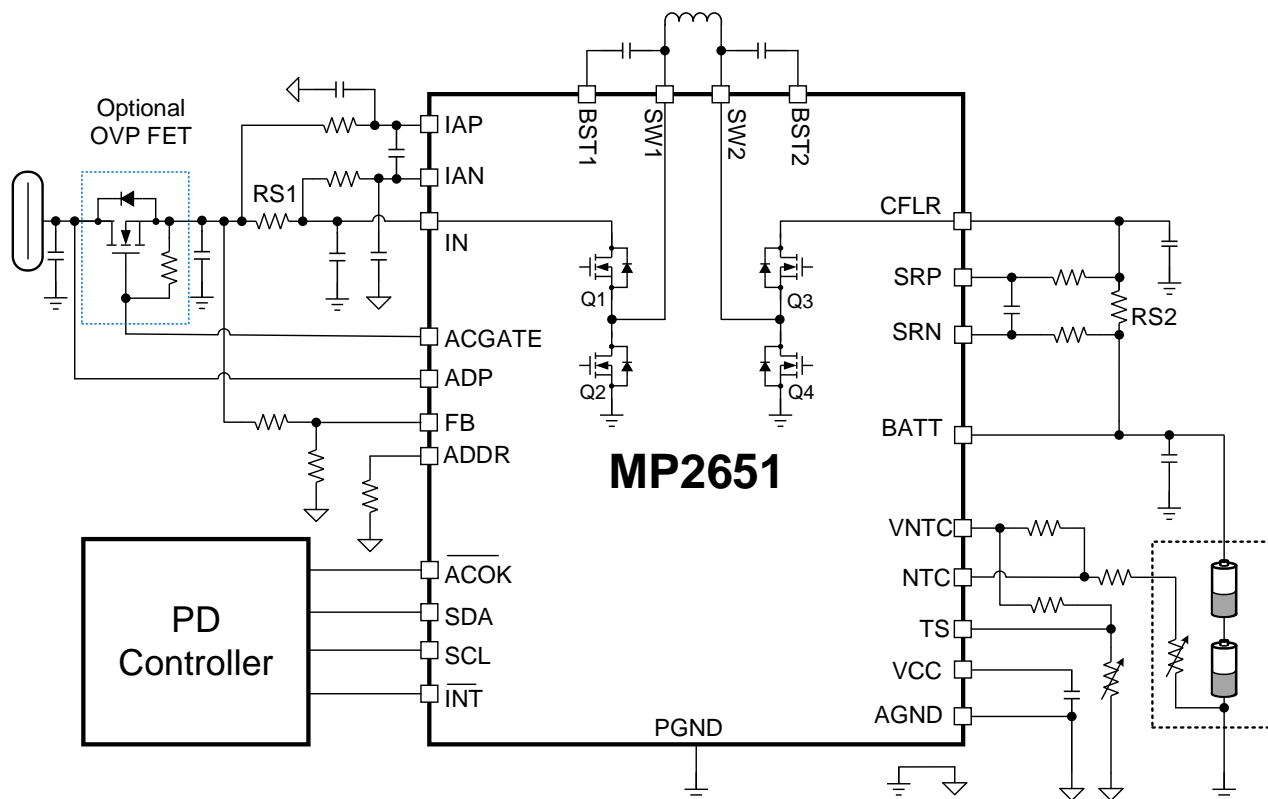 Optional
OVP FET
BST1
SW1
SW2
BST2
IAP
IAN
RS1
IN
CFLR
SRP
RS2
SRN
Q1
Q3
ACGATE
ADP
Q2
Q4
FB
BATT
ADDR
MP2651
VNTC
NTC
TS
VCC
AGND
ACOK
SDA
SCL
INT
PD
Controller
PGND